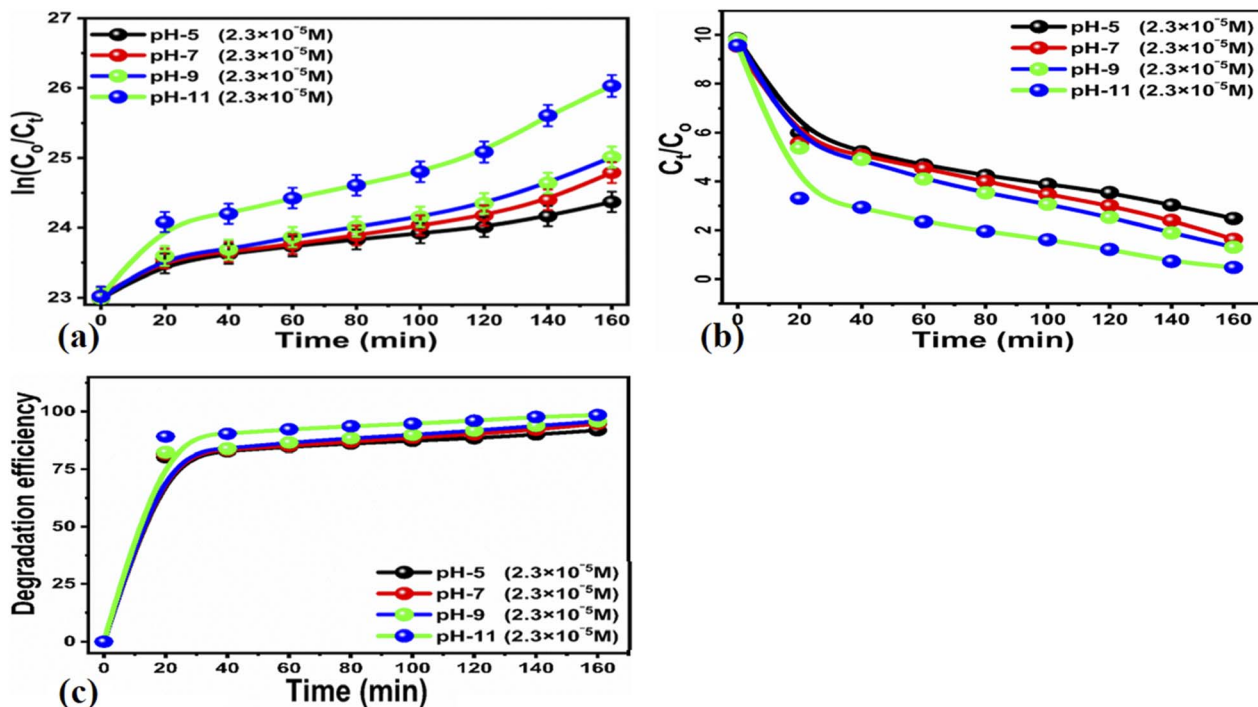 27
26
25
24
23
ln(C₀/Cₜ)
pH-5 (2.3×10⁻⁵M)
pH-7 (2.3×10⁻⁵M)
pH-9 (2.3×10⁻⁵M)
pH-11 (2.3×10⁻⁵M)
0 20 40 60 80 100 120 140 160
Time (min)
(a)
10
8
6
4
2
0
Cₜ/C₀
pH-5 (2.3×10⁻⁵M)
pH-7 (2.3×10⁻⁵M)
pH-9 (2.3×10⁻⁵M)
pH-11 (2.3×10⁻⁵M)
0 20 40 60 80 100 120 140 160
Time (min)
(b)
100
75
50
25
0
Degradation efficiency
pH-5 (2.3×10⁻⁵M)
pH-7 (2.3×10⁻⁵M)
pH-9 (2.3×10⁻⁵M)
pH-11 (2.3×10⁻⁵M)
0 20 40 60 80 100 120 140 160
Time (min)
(c)